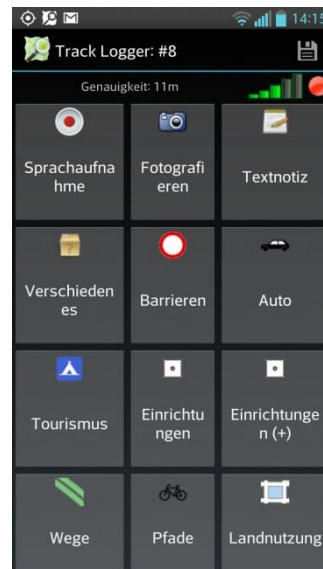 14:15
Track Logger: #8
Genauigkeit: 11m
Sprachaufna
hme
Fotografi
eren
Textnotiz
Verschieden
es
Barrieren
Auto
Tourismus
Einrichtu
ngen
Einrichtunge
n (+)
Wege
Pfade
Landnutzung